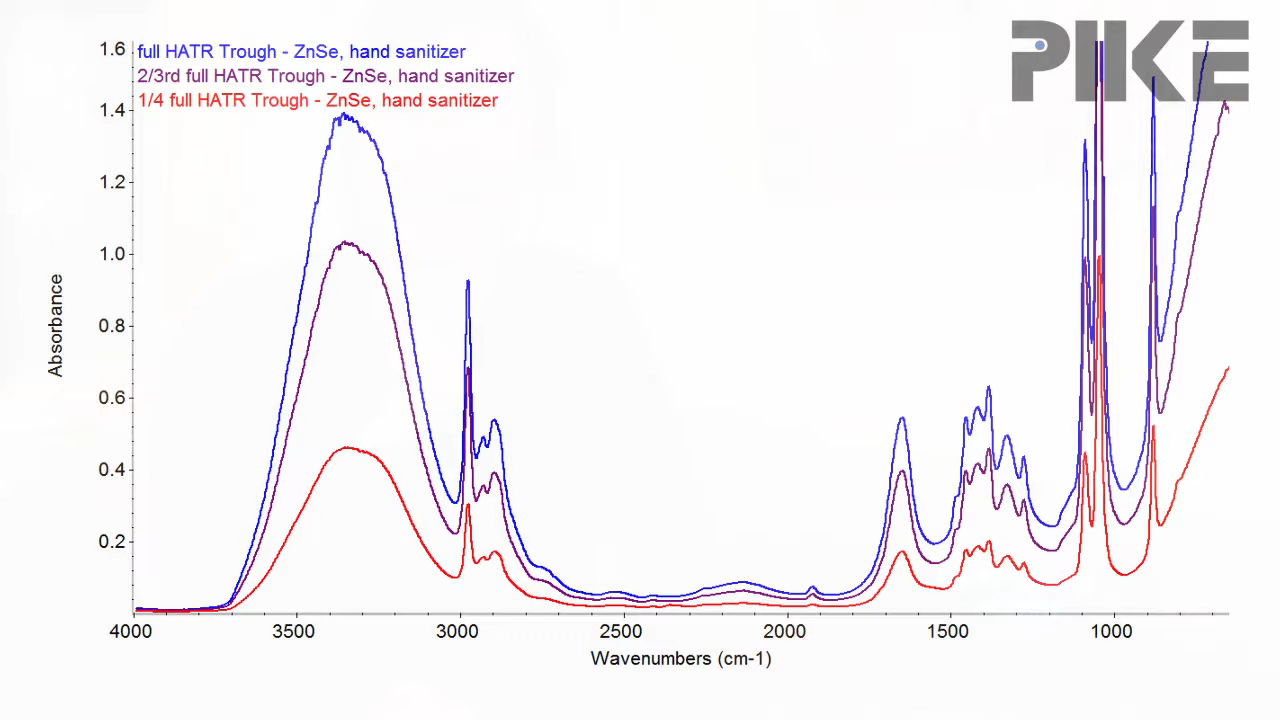 PIKE
1.6
full HATR Trough - ZnSe, hand sanitizer
2/3rd full HATR Trough - ZnSe, hand sanitizer
1/4 full HATR Trough - ZnSe, hand sanitizer
1.4
1.2
1.0
0.8
0.6
0.4
0.2
Absorbance
4000 3500 3000 2500 2000 1500 1000
Wavenumbers (cm-1)